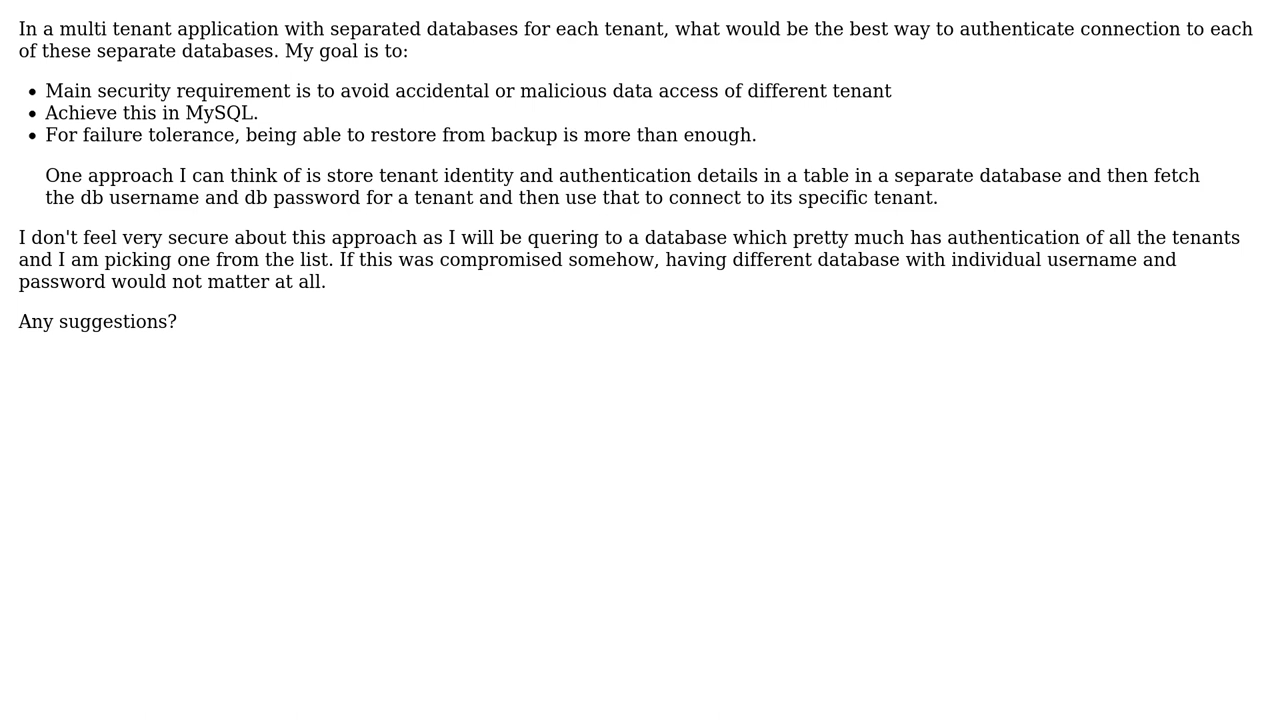 In a multi tenant application with separated databases for each tenant, what would be the best way to authenticate connection to each
of these separate databases. My goal is to:
• Main security requirement is to avoid accidental or malicious data access of different tenant
• Achieve this in MySQL.
• For failure tolerance, being able to restore from backup is more than enough.
One approach I can think of is store tenant identity and authentication details in a table in a separate database and then fetch
the db username and db password for a tenant and then use that to connect to its specific tenant.
I don't feel very secure about this approach as I will be quering to a database which pretty much has authentication of all the tenants
and I am picking one from the list. If this was compromised somehow, having different database with individual username and
password would not matter at all.
Any suggestions?